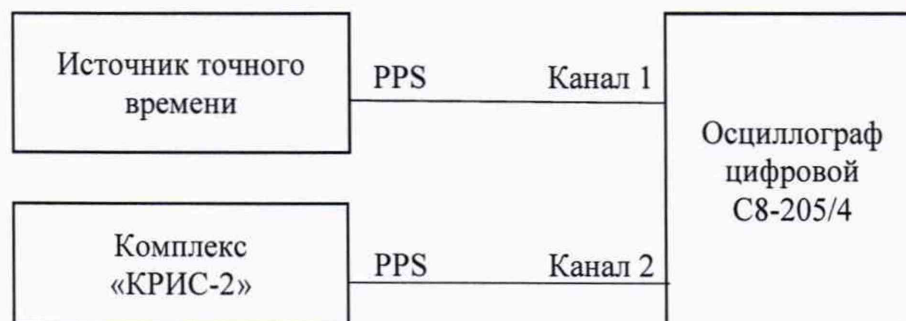 Источник точного
времени
PPS
Канал 1
Осциллограф
цифровой
С8-205/4
Комплекс
«КРИС-2»
PPS
Канал 2